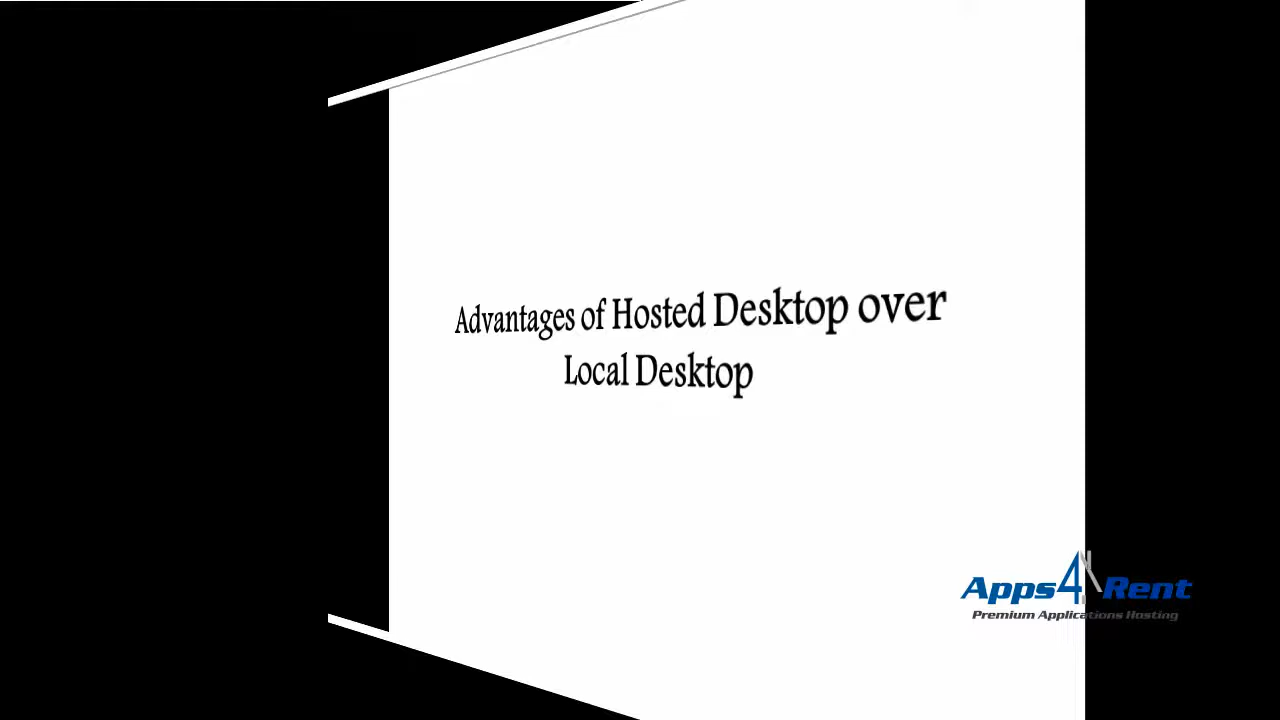 Advantages of Hosted Desktop over
Local Desktop
Apps4Rent
Premium Applications Hosting